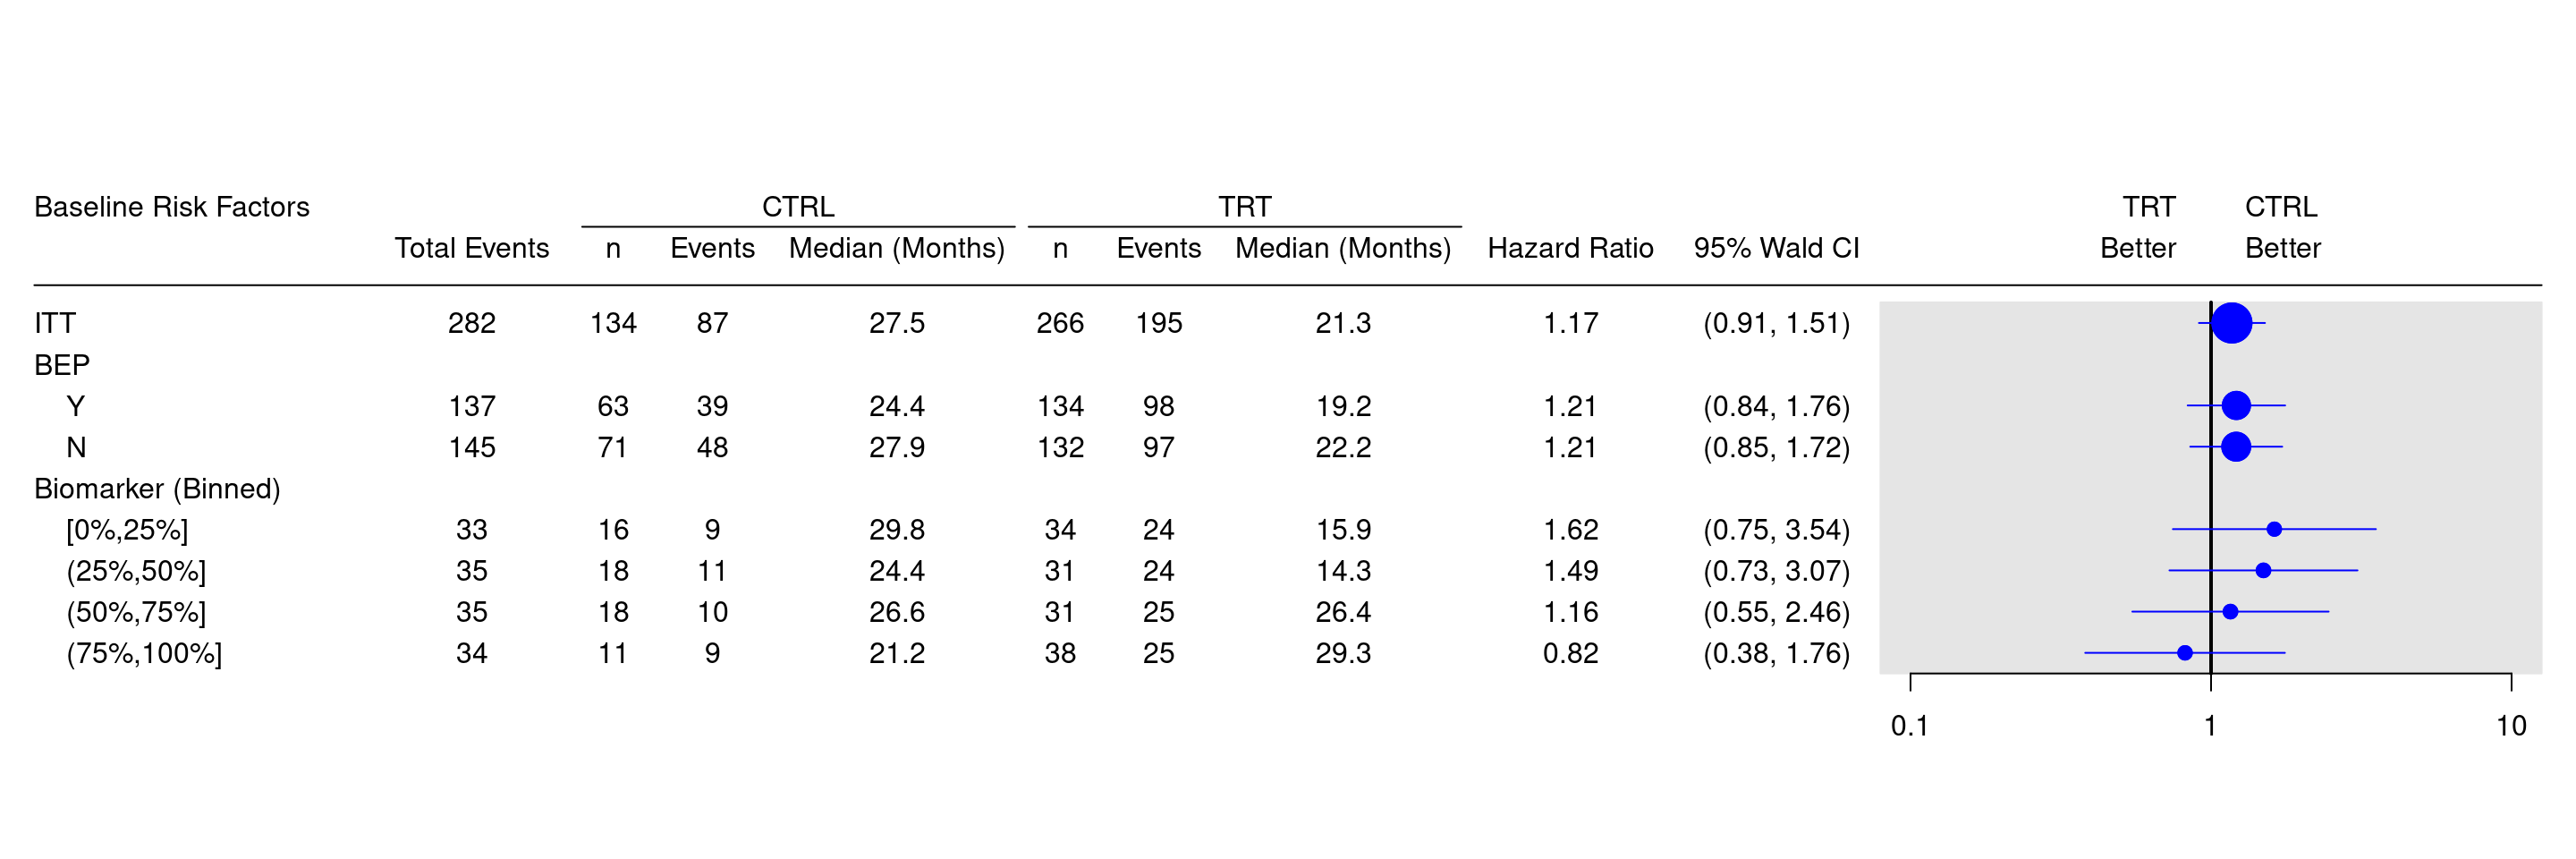 Baseline Risk Factors CTRL TRT TRT CTRL
Total Events n Events Median (Months) n Events Median (Months) Hazard Ratio 95% Wald CI Better Better
ITT 282 134 87 27.5 266 195 21.3 1.17 (0.91, 1.51)
BEP
Y 137 63 39 24.4 134 98 19.2 1.21 (0.84, 1.76)
N 145 71 48 27.9 132 97 22.2 1.21 (0.85, 1.72)
Biomarker (Binned)
[0%,25%] 33 16 9 29.8 34 24 15.9 1.62 (0.75, 3.54)
(25%,50%] 35 18 11 24.4 31 24 14.3 1.49 (0.73, 3.07)
(50%,75%] 35 18 10 26.6 31 25 26.4 1.16 (0.55, 2.46)
(75%,100%] 34 11 9 21.2 38 25 29.3 0.82 (0.38, 1.76)
0.1 1 10